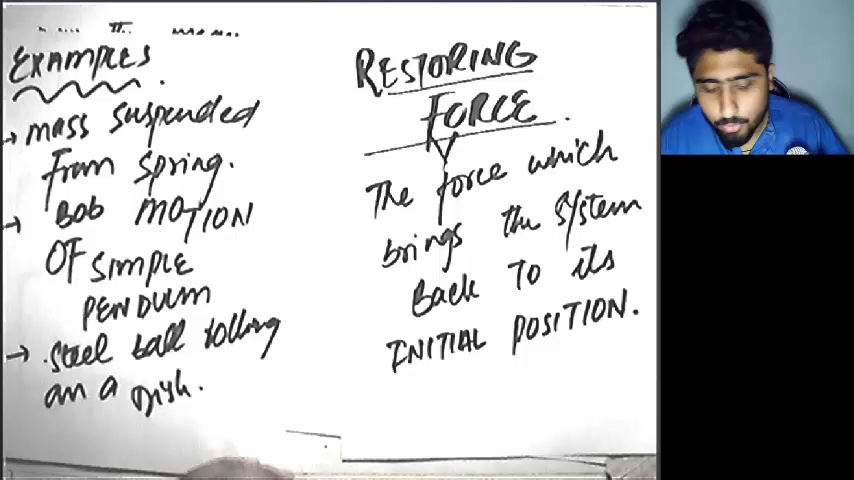 EXAMPLES.
→ mass suspended
from spring.
→ BOB MOTION
OF SIMPLE
PENDULM
→ Steel ball rolling
on a Dish.
RESTORING
FORCE.
The force which
brings the System
Back TO its
INITIAL POSITION.